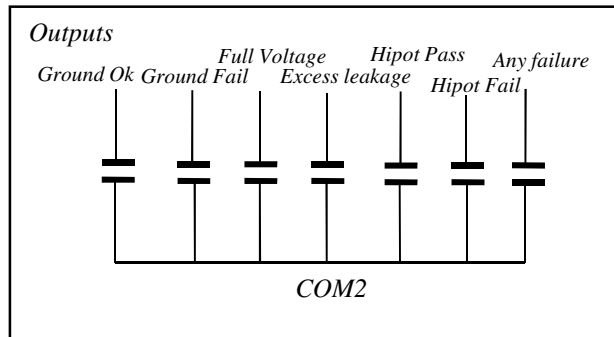 Outputs
Full Voltage Hipot Pass
Ground Ok Ground Fail Excess leakage Hipot Fail Any failure
COM2